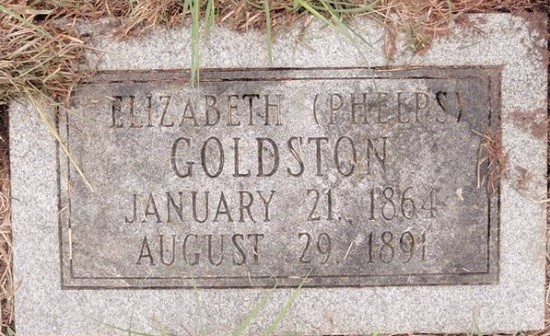 ELIZABETH (PHELPS)
GOLDSTON
JANUARY 21, 1864
AUGUST 29, 1891